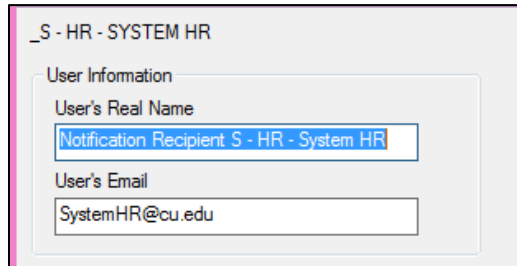 _S - HR - SYSTEM HR
User Information
User's Real Name
Notification Recipient S - HR - System HR
User's Email
SystemHR@cu.edu